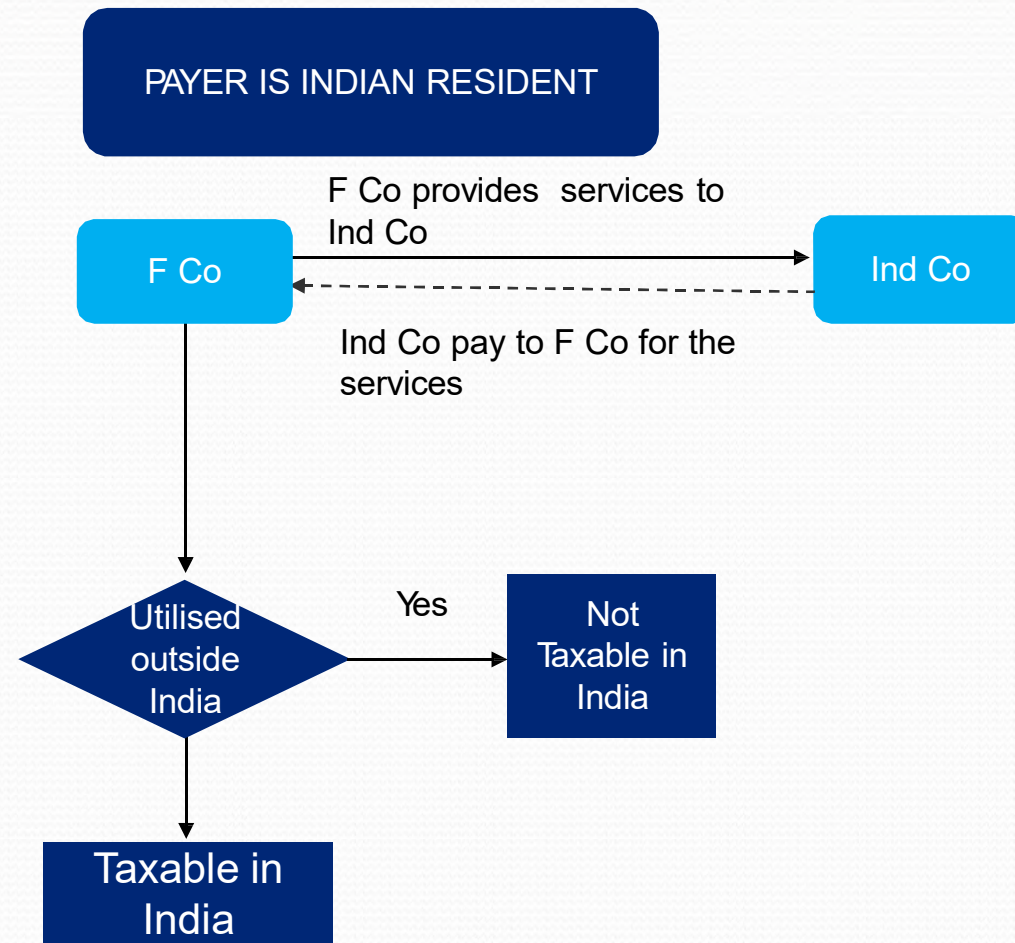 PAYER IS INDIAN RESIDENT
F Co provides services to
Ind Co
F Co
Ind Co
Ind Co pay to F Co for the
services
Utilised
outside
India
Yes
Not
Taxable in
India
Taxable in
India